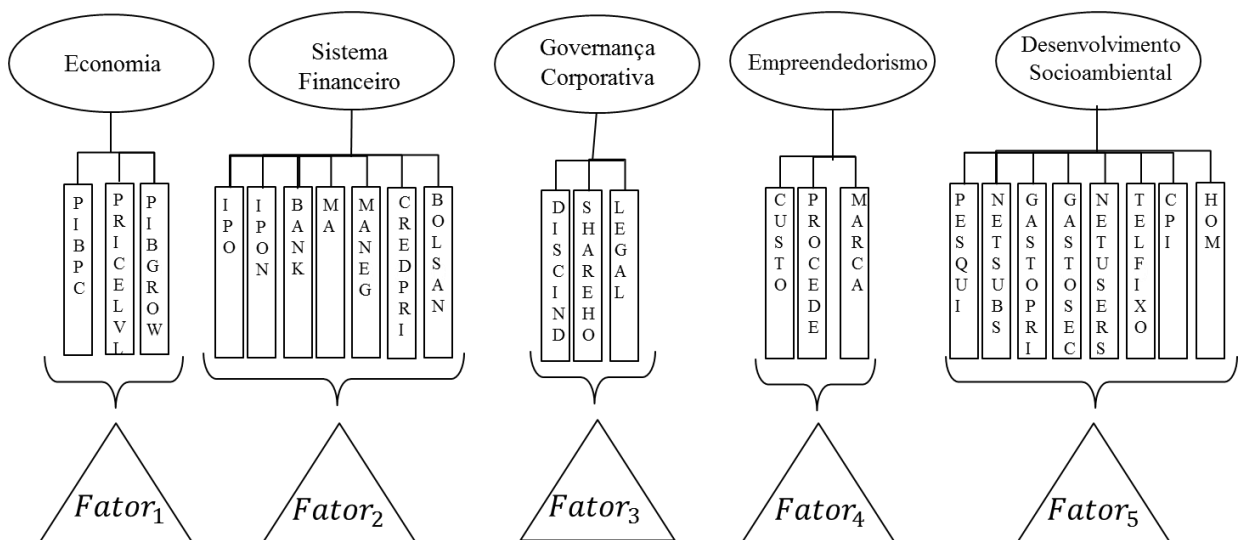 Economia
Sistema
Financeiro
Governança
Corporativa
Empreendedorismo
Desenvolvimento
Socioambiental
PIBPC
PRICELVL
PIBGROW
IPO
IPON
BANK
MA
MANEG
CREDPRI
BOLSAN
DISCIND
SHAREHO
LEGAL
CUSTO
PROCEDE
MARCA
PESQUI
NETSUBS
GASTOPRI
GASTOSEC
NETUSERS
TELFIXO
CPI
HOM
Fator₁
Fator₂
Fator₃
Fator₄
Fator₅